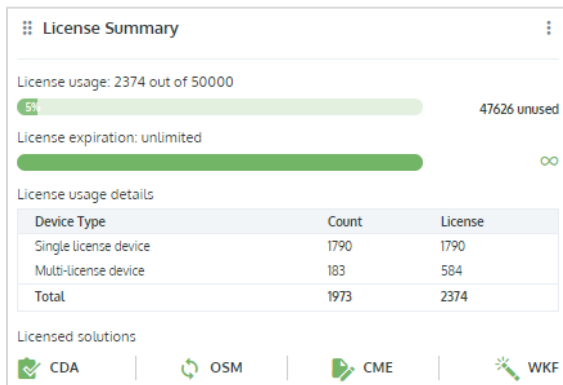 License Summary
License usage: 2374 out of 50000
5%
47626 unused
License expiration: unlimited
∞
License usage details
Device Type Count License
Single license device 1790 1790
Multi-license device 183 584
Total 1973 2374
Licensed solutions
CDA OSM CME WKF